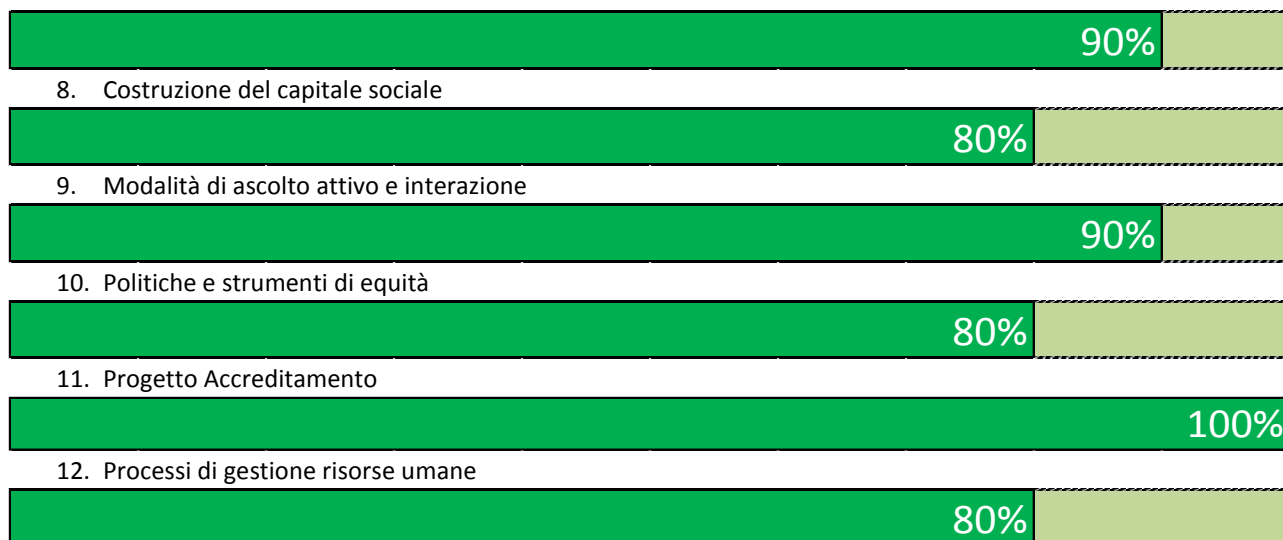 90%
8. Costruzione del capitale sociale
80%
9. Modalità di ascolto attivo e interazione
90%
10. Politiche e strumenti di equità
80%
11. Progetto Accreditamento
100%
12. Processi di gestione risorse umane
80%